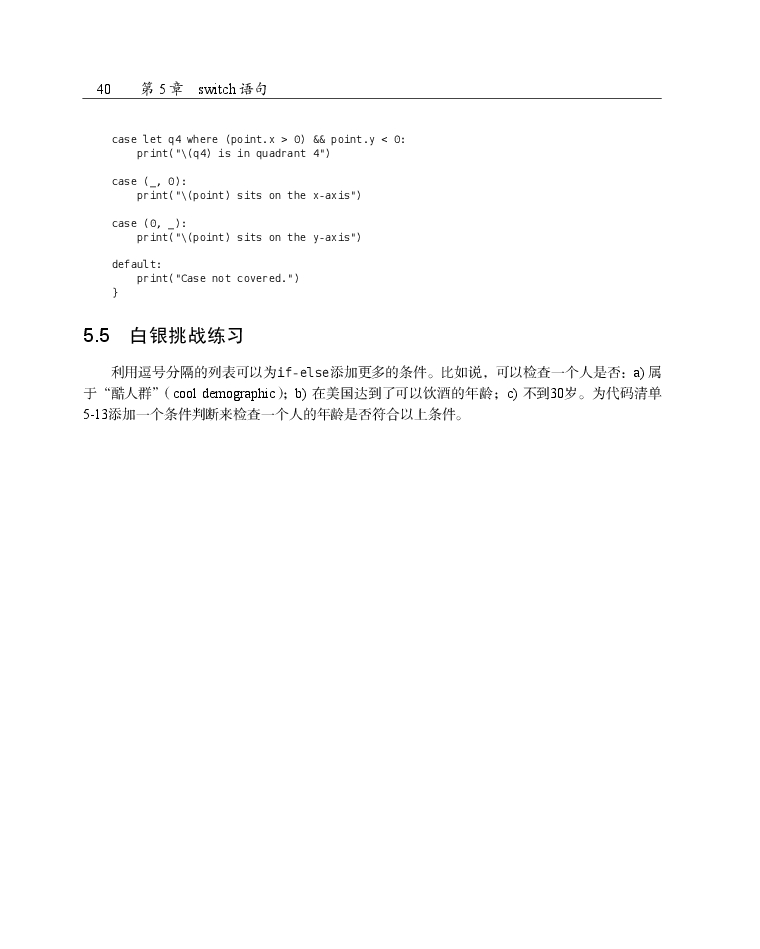 40 第 5 章 switch 语句
case let q4 where (point.x > 0) && point.y < 0:
print("\(q4) is in quadrant 4")
case (_, 0):
print("\(point) sits on the x-axis")
case (0, _):
print("\(point) sits on the y-axis")
default:
print("Case not covered.")
}
5.5 白银挑战练习
利用逗号分隔的列表可以为if-else添加更多的条件。比如说，可以检查一个人是否：a) 属
于“酷人群”（cool demographic）；b) 在美国达到了可以饮酒的年龄；c) 不到30岁。为代码清单
5-13添加一个条件判断来检查一个人的年龄是否符合以上条件。